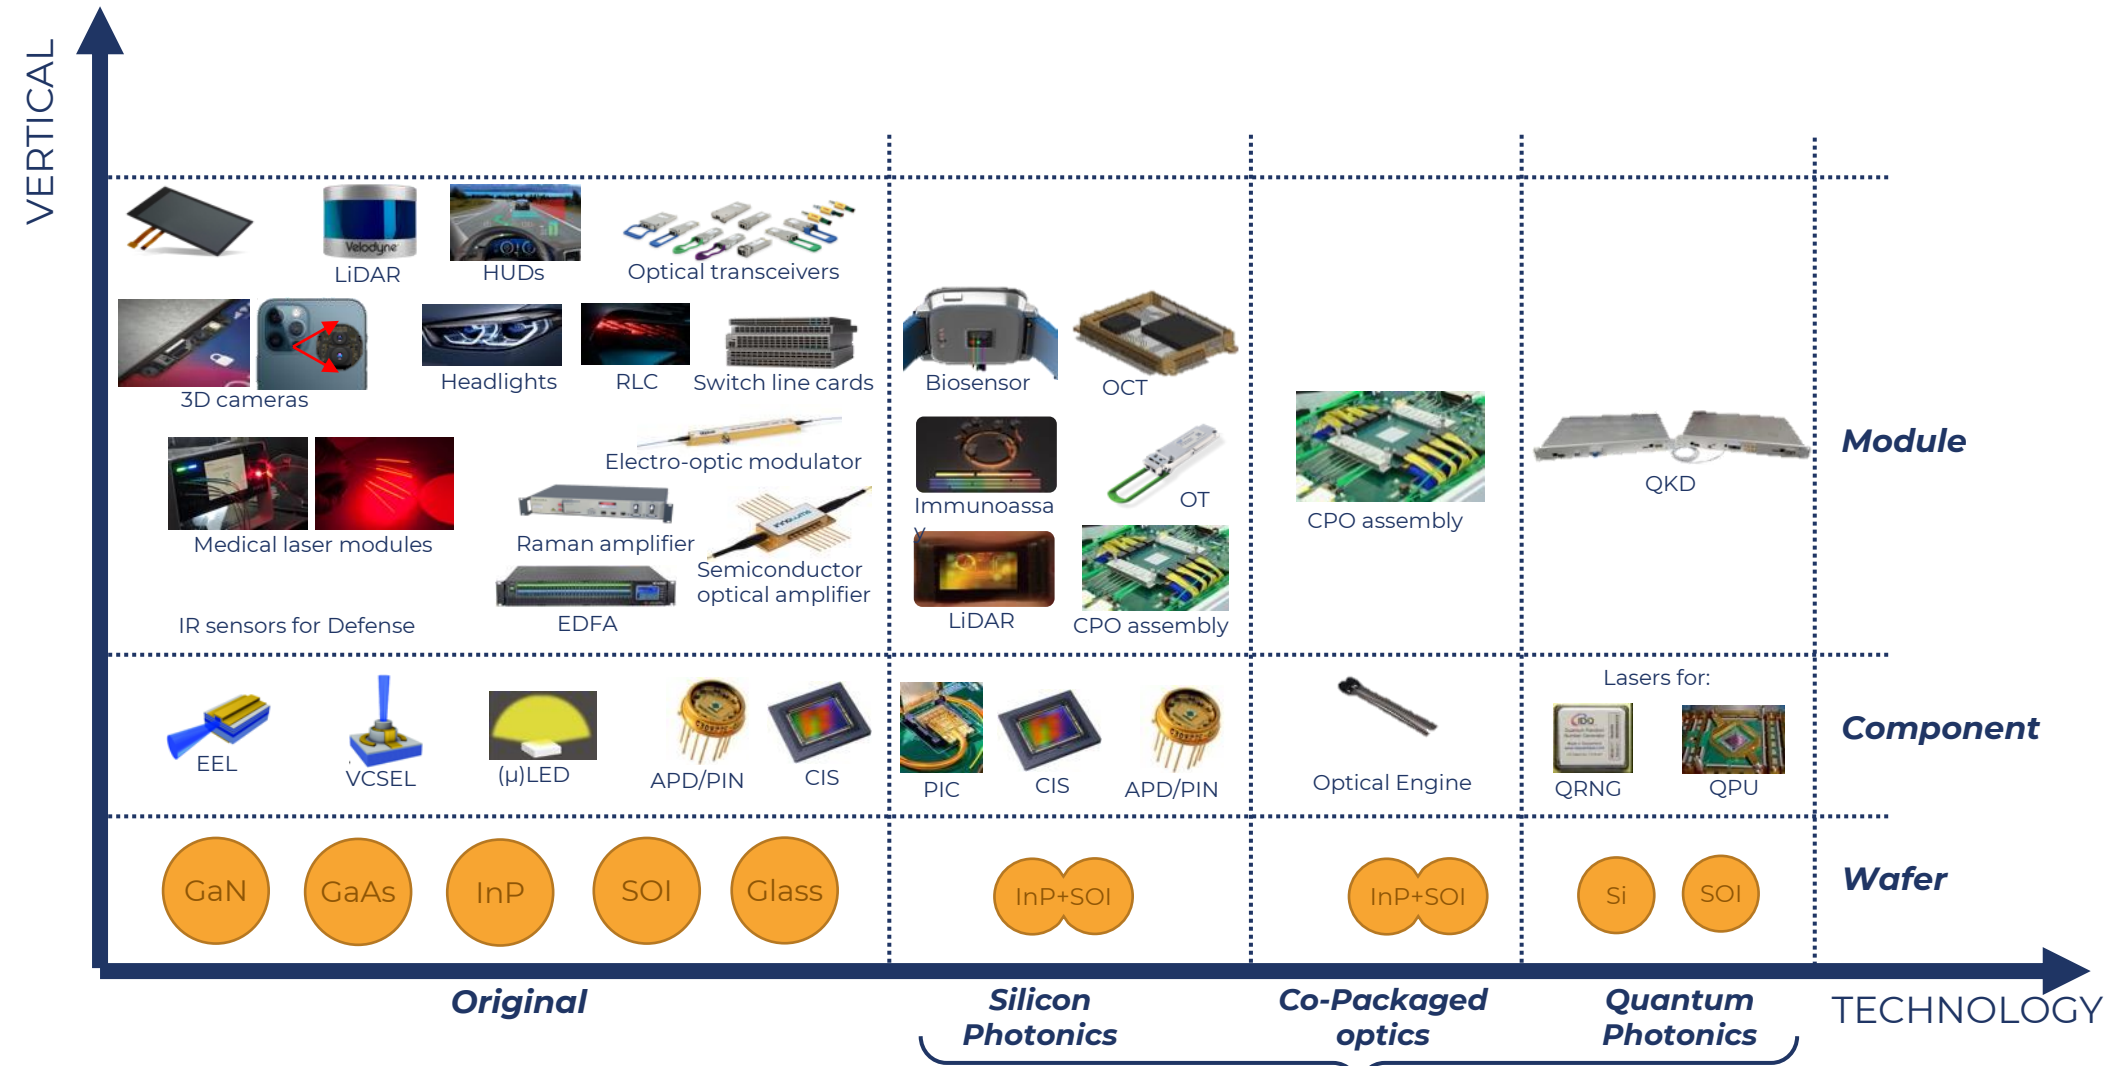 VERTICAL
Velodyne
LiDAR
HUDs
Optical transceivers
3D cameras
Headlights
RLC
Switch line cards
Biosensor
OCT
Electro-optic modulator
Medical laser modules
Raman amplifier
Semiconductor
optical amplifier
Immunoassa
y
OT
CPO assembly
QKD
Module
IR sensors for Defense
EDFA
LiDAR
CPO assembly
Lasers for:
EEL
VCSEL
(µ)LED
APD/PIN
CIS
PIC
CIS
APD/PIN
Optical Engine
IDQ
QRNG
QPU
Component
GaN
GaAs
InP
SOI
Glass
InP+SOI
InP+SOI
Si
SOI
Wafer
Original
Silicon
Photonics
Co-Packaged
optics
Quantum
Photonics
TECHNOLOGY